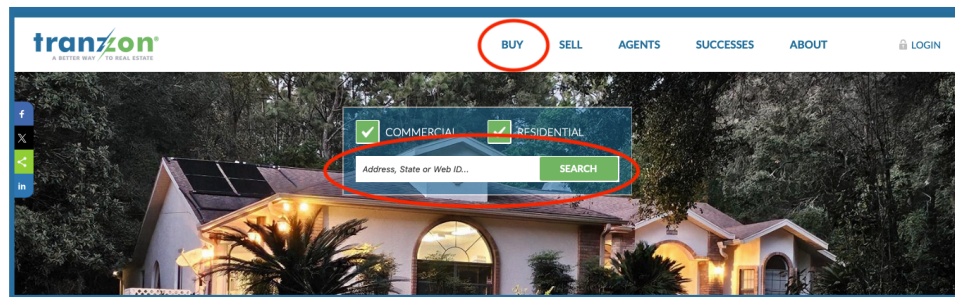 tranzon®
A BETTER WAY TO REAL ESTATE
BUY SELL AGENTS SUCCESSES ABOUT LOGIN
f
X
in
COMMERCIAL RESIDENTIAL
Address, State or Web ID... SEARCH